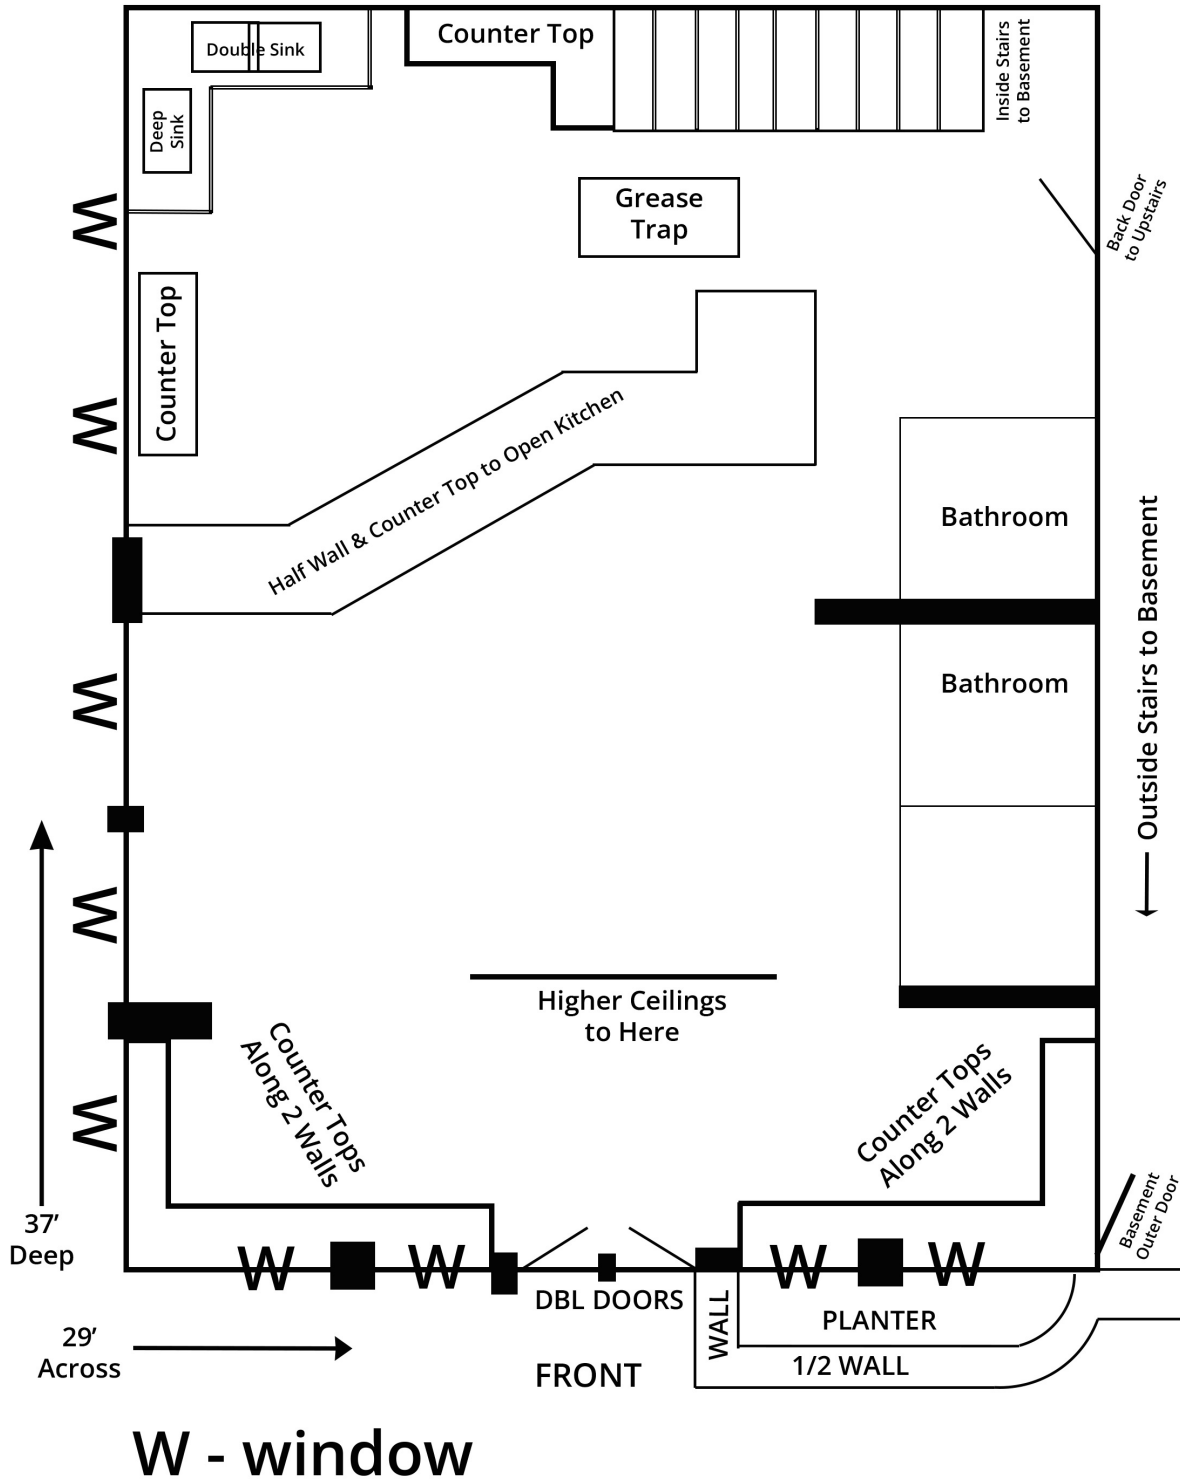 Double Sink
Counter Top
Inside Stairs
to Basement
Deep
Sink
W
Grease
Trap
Back Door
to Upstairs
Counter Top
W
Half Wall & Counter Top to Open Kitchen
Bathroom
Outside Stairs to Basement
W
Bathroom
W
Higher Ceilings
to Here
Counter Tops
Along 2 Walls
Counter Tops
Along 2 Walls
W
37’
Deep
Basement
Outer Door
W
W
W
W
DBL DOORS
WALL
PLANTER
1/2 WALL
29’
Across
FRONT
W - window